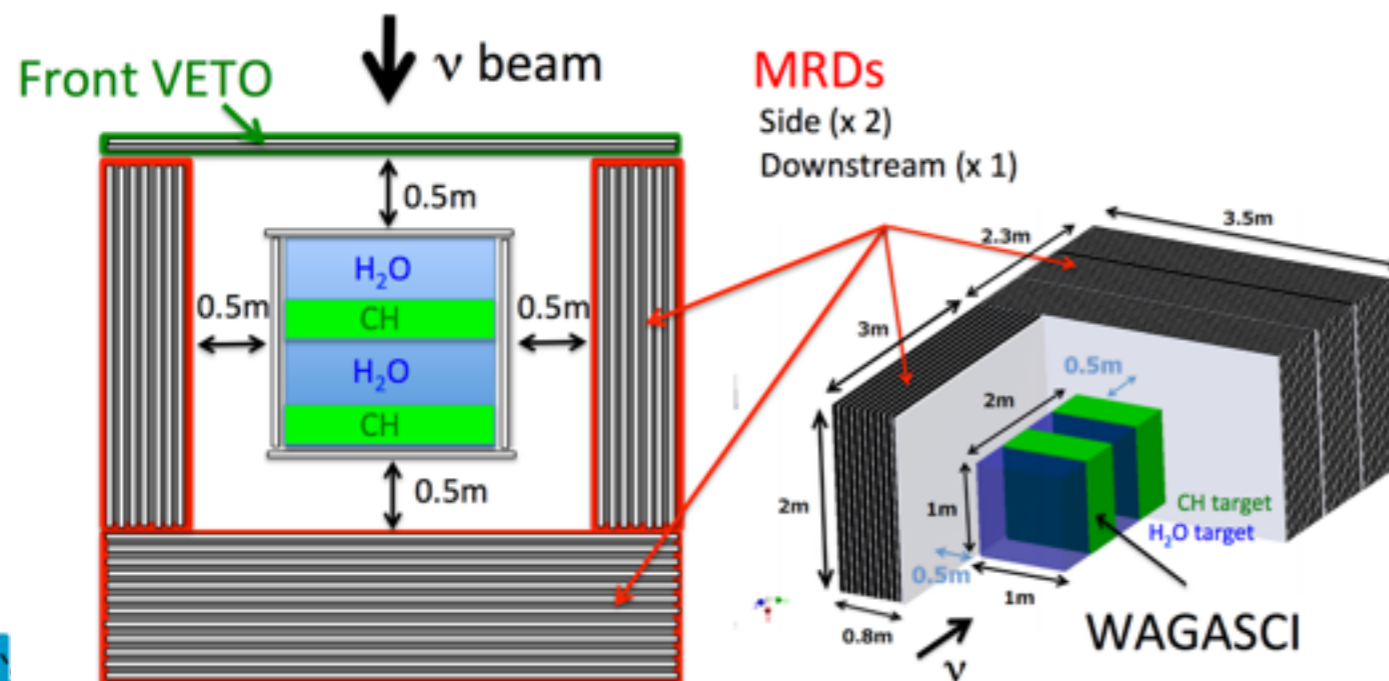 Front VETO
ν beam
0.5m
H₂O
CH
H₂O
CH
0.5m
0.5m
0.5m
MRDs
Side (x 2)
Downstream (x 1)
3.5m
2.3m
3m
0.5m
2m
2m
1m
CH target
H₂O target
0.5m
1m
0.8m
ν
WAGASCI